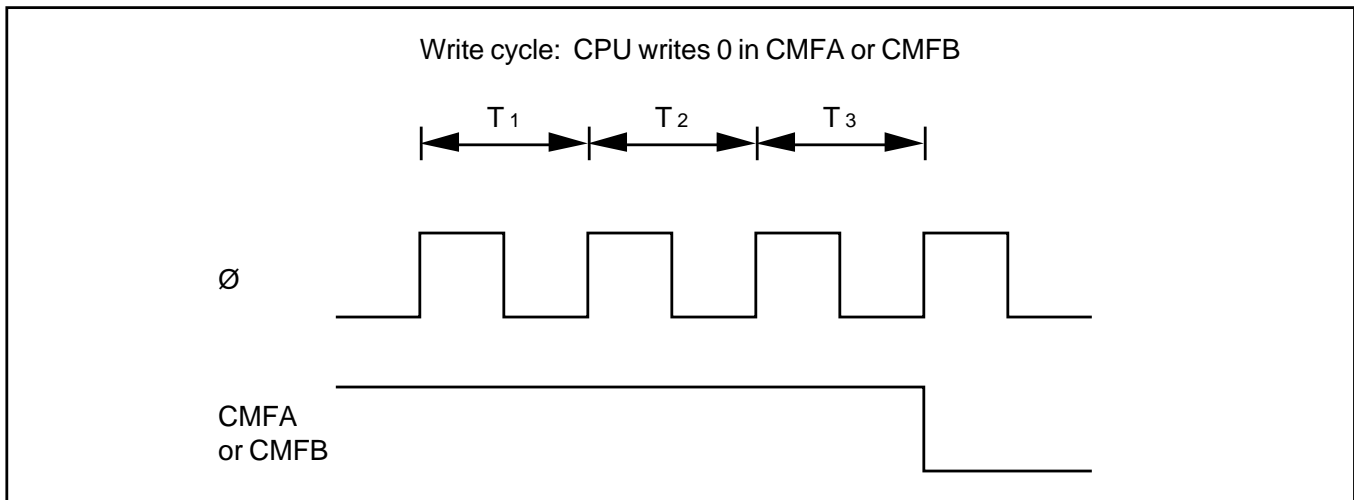 Write cycle: CPU writes 0 in CMFA or CMFB
T1 T2 T3
Ø
CMFA
or CMFB